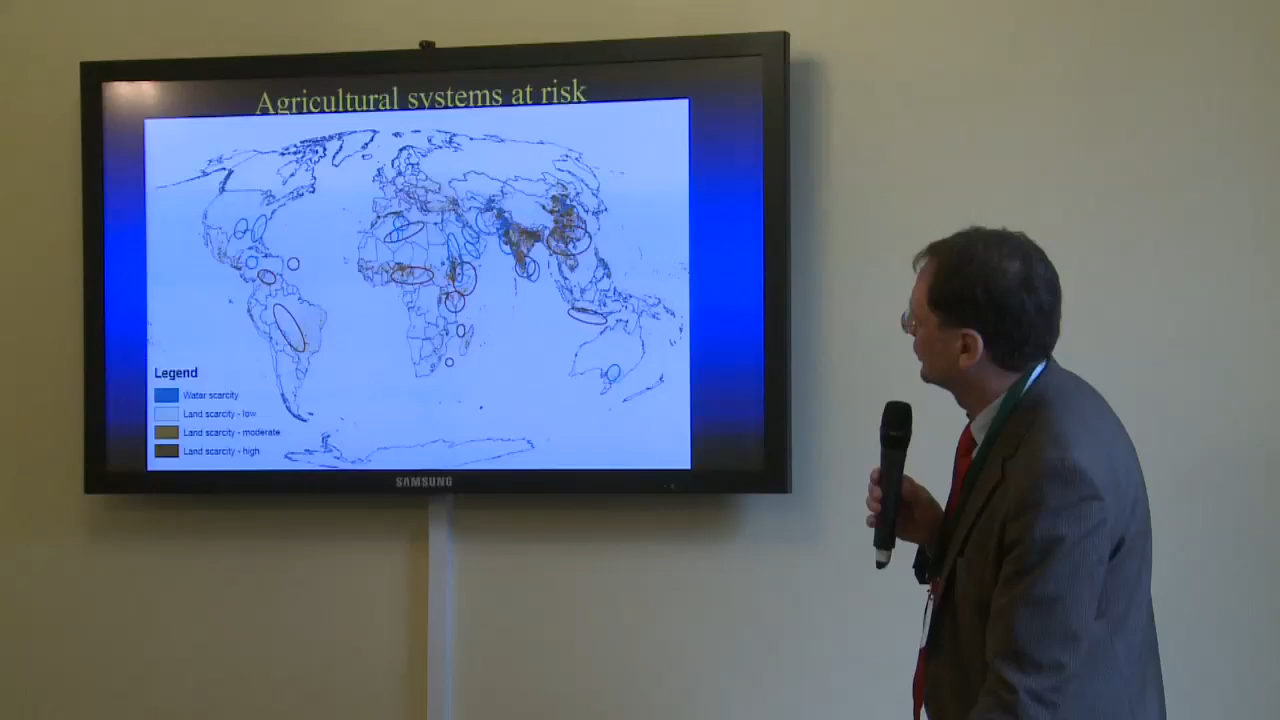 Agricultural systems at risk
Legend
Water scarcity
Land scarcity - low
Land scarcity - moderate
Land scarcity - high
SAMSUNG